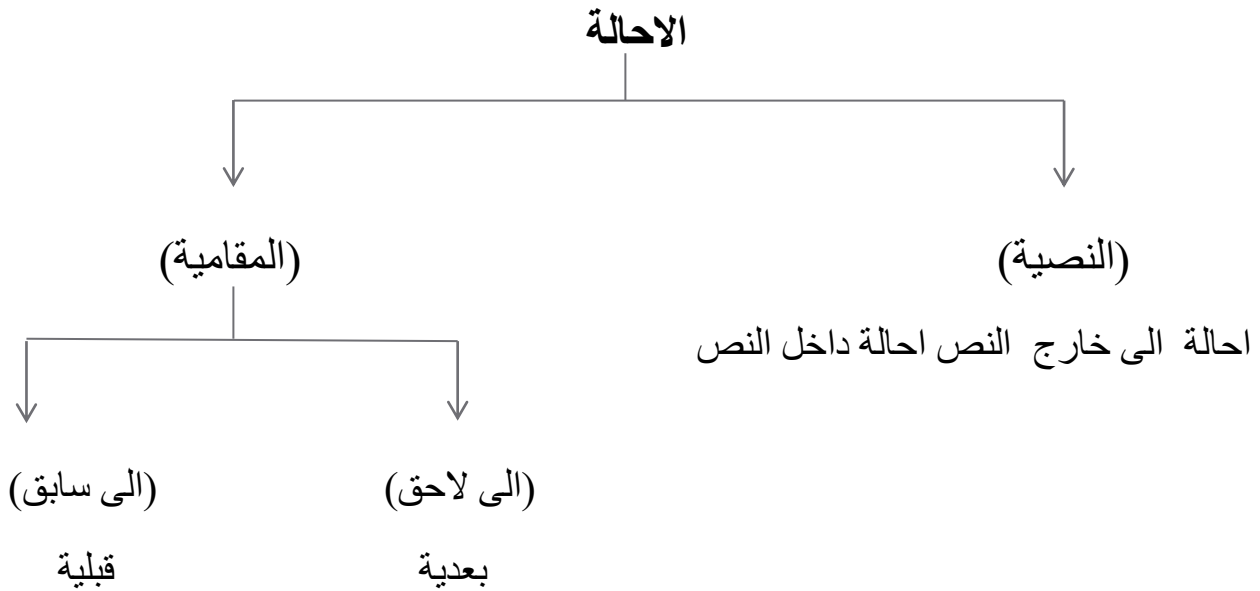 الاحالة
(النصية)
(المقامية)
احالة الى خارج النص احالة داخل النص
(الى لاحق)
(الى سابق)
بعدية
قبلية